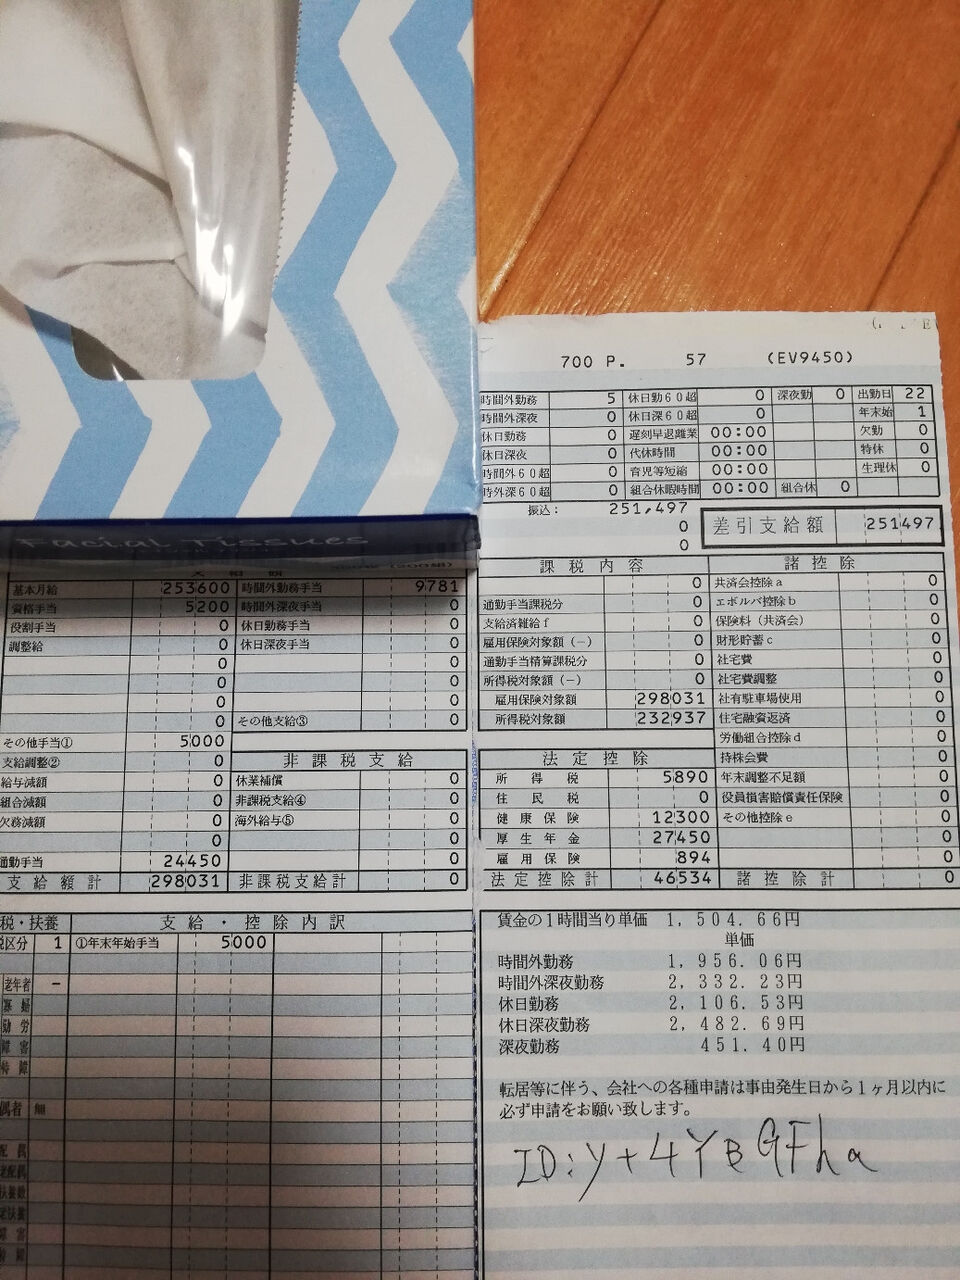 700 P. 57 (EV9450)
時間外勤務 5 休日勤60超 0 深夜勤 0 出勤日 22
時間外深夜 0 休日深60超 0 年末始 1
休日勤務 0 遅刻早退離業 00:00 欠勤 0
休日深夜 0 代休時間 00:00 特休 0
時間外60超 0 育児等短縮 00:00 生理休 0
時外深60超 0 組合休暇時間 00:00 組合休 0
振込: 251,497
0
0
差引支給額 251497
Facial Tissues
基本月給 253600 時間外勤務手当 9781
資格手当 5200 時間外深夜手当 0
役割手当 0 休日勤務手当 0
調整給 0 休日深夜手当 0
0 0
0 0
0 0
0 その他支給③ 0
その他手当① 5000
支給調整② 0 非課税支給
給与減額 0 休業補償 0
組合減額 0 非課税支給④ 0
欠務減額 0 海外給与⑤ 0
0 0
通勤手当 24450 0
支給額計 298031 非課税支給計 0
課税内容
0
通勤手当課税分 0
支給済雑給f 0
雇用保険対象額(−) 0
通勤手当精算課税分 0
所得税対象額(−) 0
雇用保険対象額 298031
所得税対象額 232937
法定控除
所得税 5890
住民税 0
健康保険 12300
厚生年金 27450
雇用保険 894
法定控除計 46534
諸控除
共済会控除a 0
エボルバ控除b 0
保険料(共済会) 0
財形貯蓄c 0
社宅費 0
社宅費調整 0
社有駐車場使用 0
住宅融資返済 0
労働組合控除d 0
持株会費 0
年末調整不足額 0
役員損害賠償責任保険 0
その他控除e 0
0
0
諸控除計 0
税・扶養 支給・控除内訳
税区分 1 ①年末年始手当 5000
老年者 −
寡婦
勤労
障害
特障
偶者 無
配偶
老配偶
扶養数
老扶養
障害
特障
賃金の1時間当り単価 1,504.66円
単価
時間外勤務 1,956.06円
時間外深夜勤務 2,332.23円
休日勤務 2,106.53円
休日深夜勤務 2,482.69円
深夜勤務 451.40円
転居等に伴う、会社への各種申請は事由発生日から1ヶ月以内に
必ず申請をお願い致します。
ID:y+4YBGFha